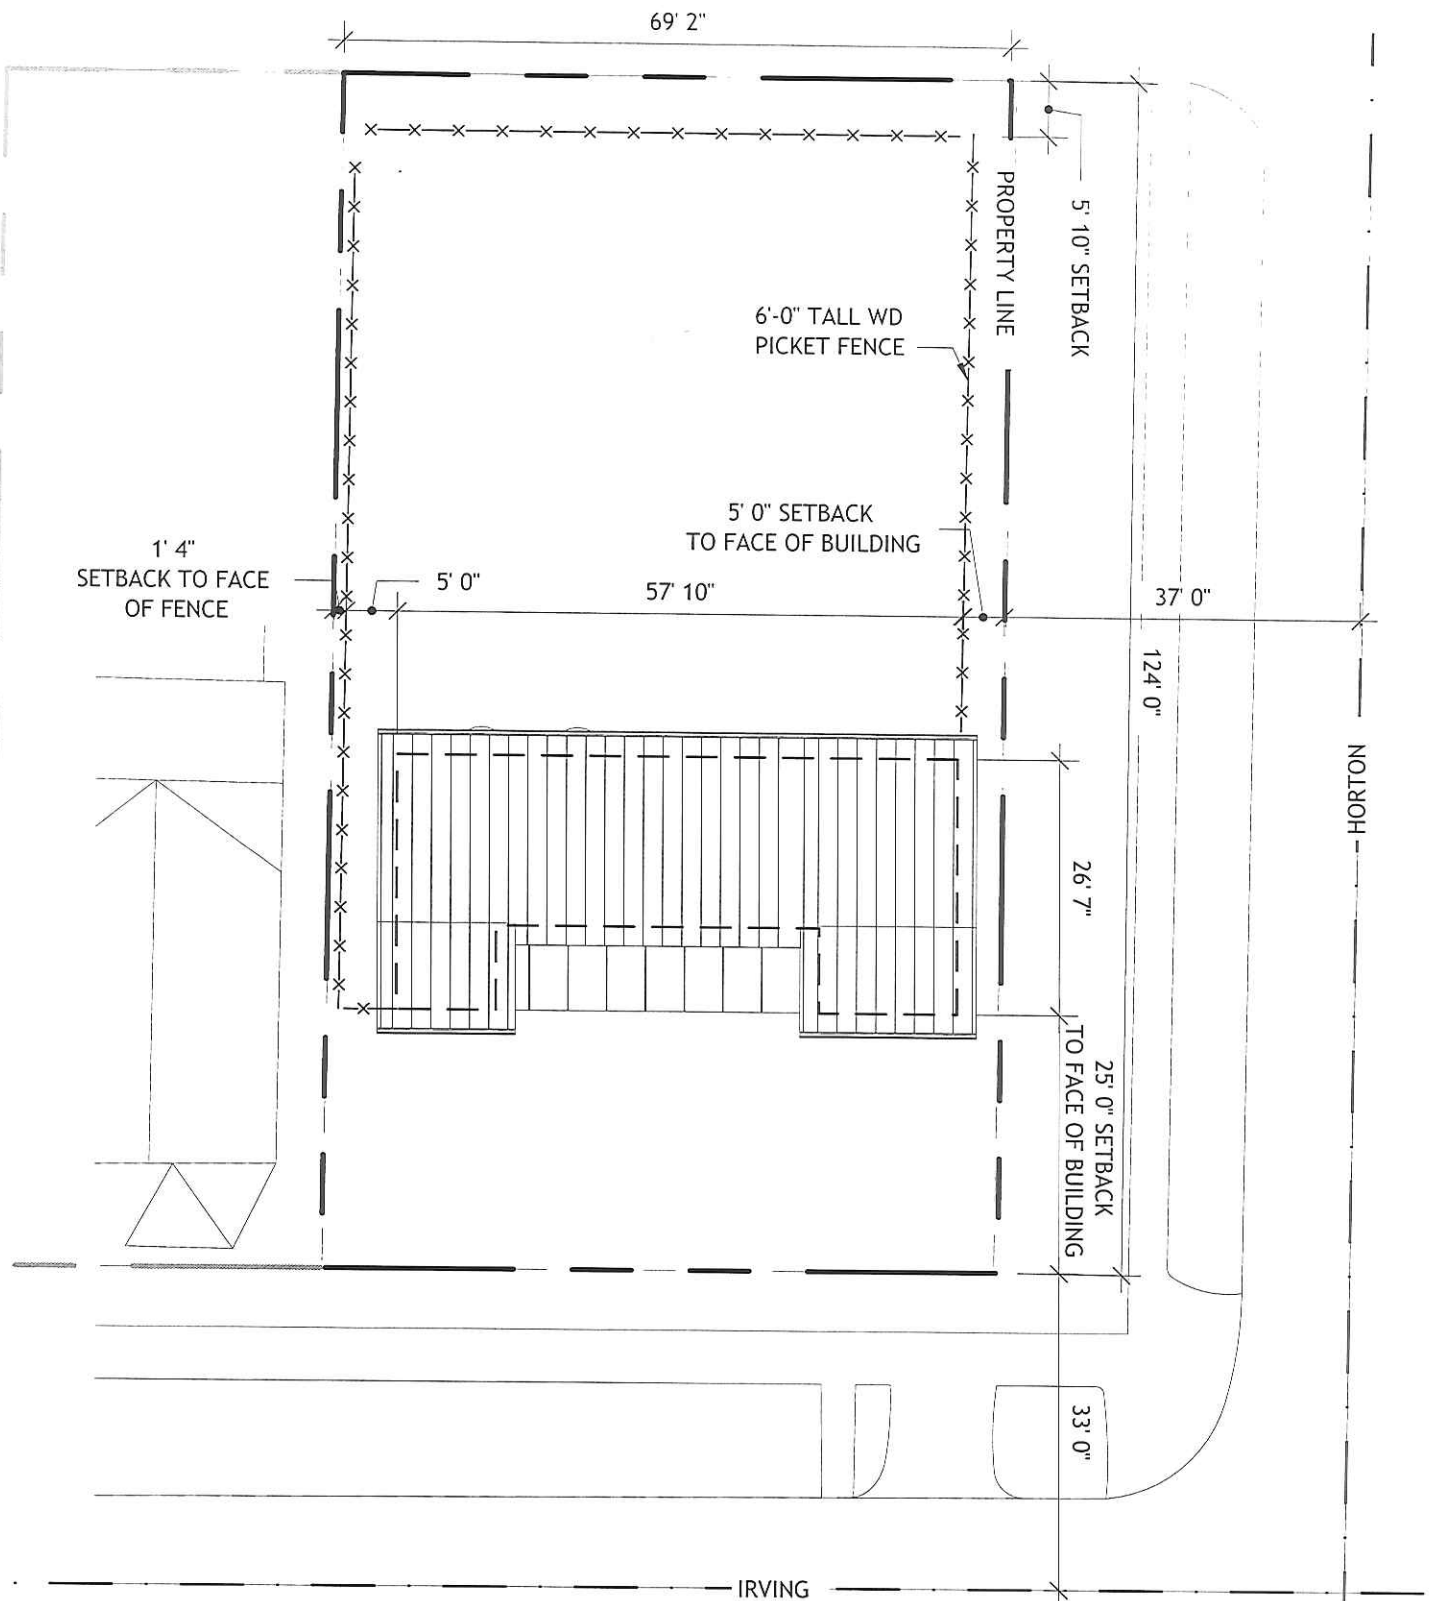 69' 2"
5' 10" SETBACK
PROPERTY LINE
6'-0" TALL WD
PICKET FENCE
5' 0" SETBACK
TO FACE OF BUILDING
1' 4"
SETBACK TO FACE
OF FENCE
5' 0"
57' 10"
37' 0"
124' 0"
HORTON
26' 7"
25' 0" SETBACK
TO FACE OF BUILDING
33' 0"
IRVING